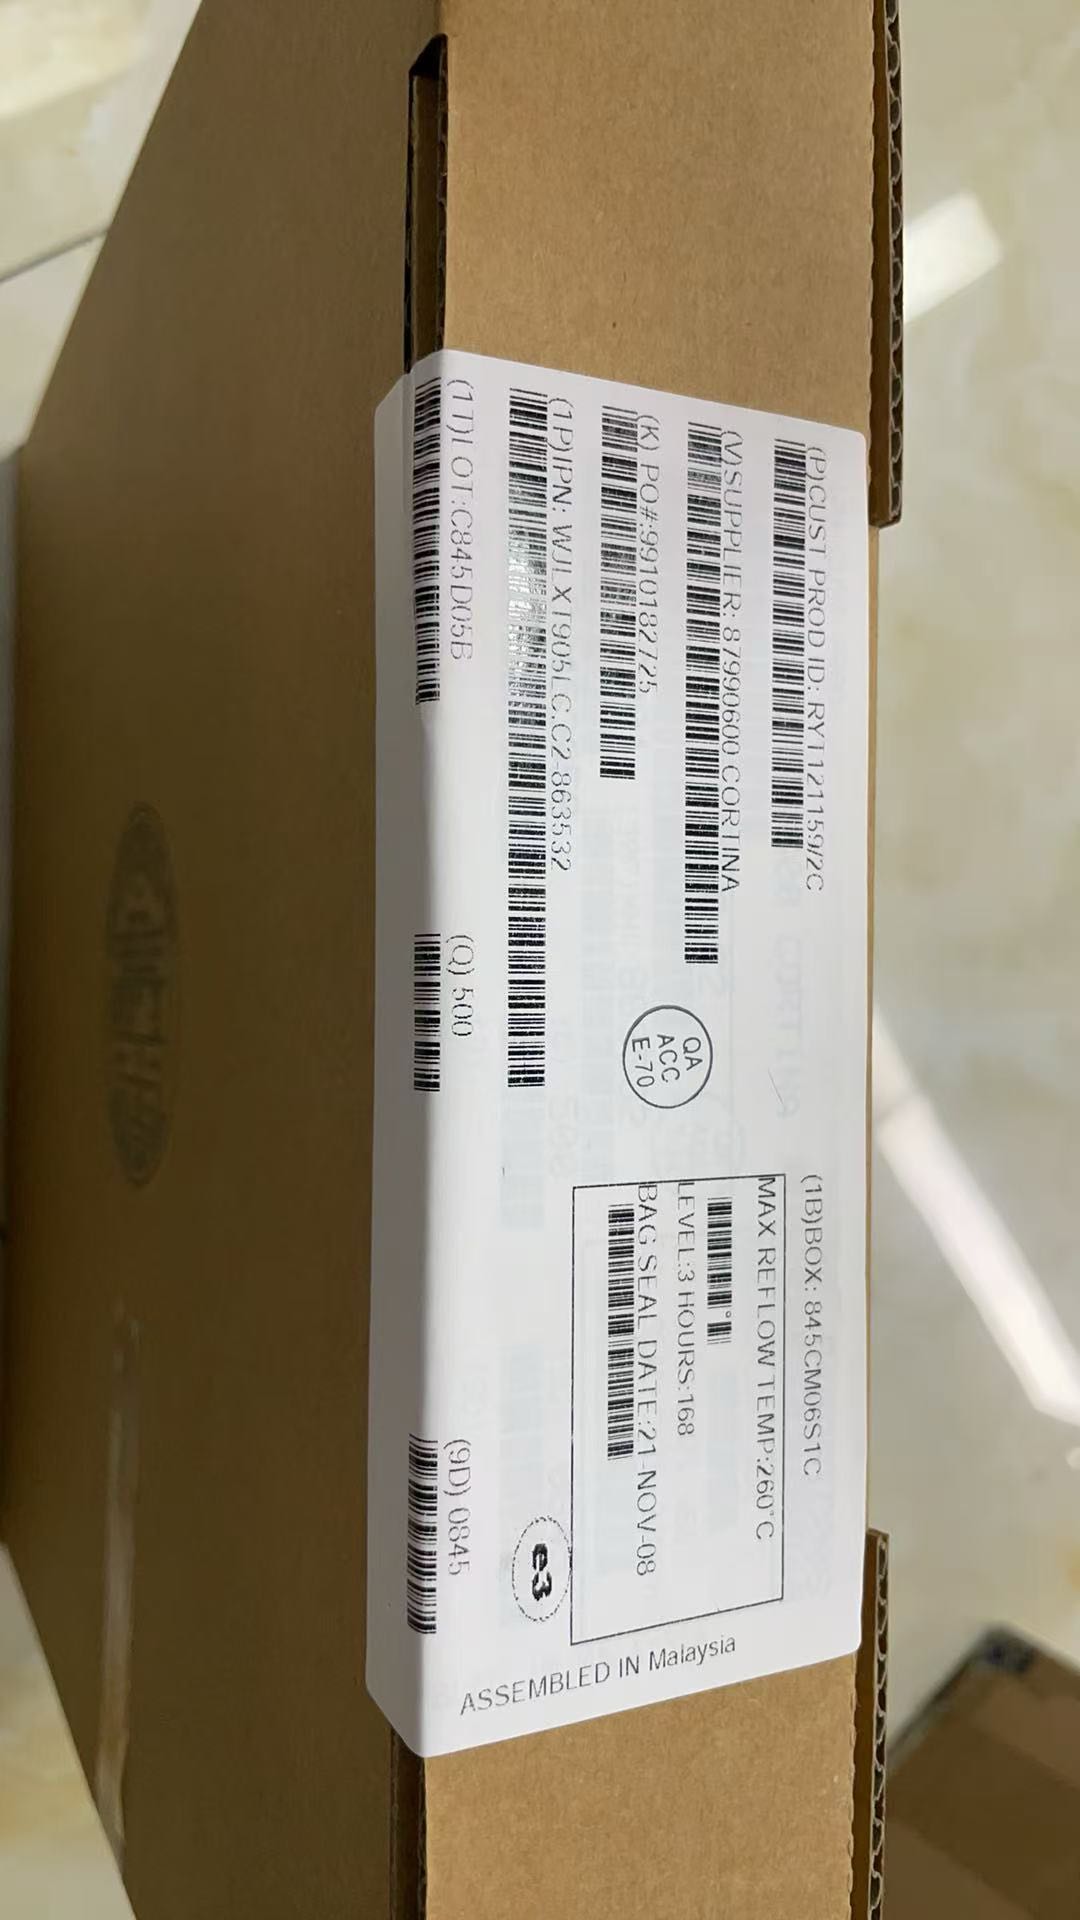 (P)CUST PROD ID: RYT121159/2C
(1B)BOX: 845CM06S1C
(V)SUPPLIER: 87990600 CORTINA
(K) PO#:9910182725
(1P)IPN: WJLXT905LC.C2-863532
(1T)LOT:C845D05B
(Q) 500
(9D) 0845
QA
ACC
E-70
MAX REFLOW TEMP:260°C
LEVEL:3 HOURS:168
BAG SEAL DATE:21-NOV-08
e3
ASSEMBLED IN Malaysia